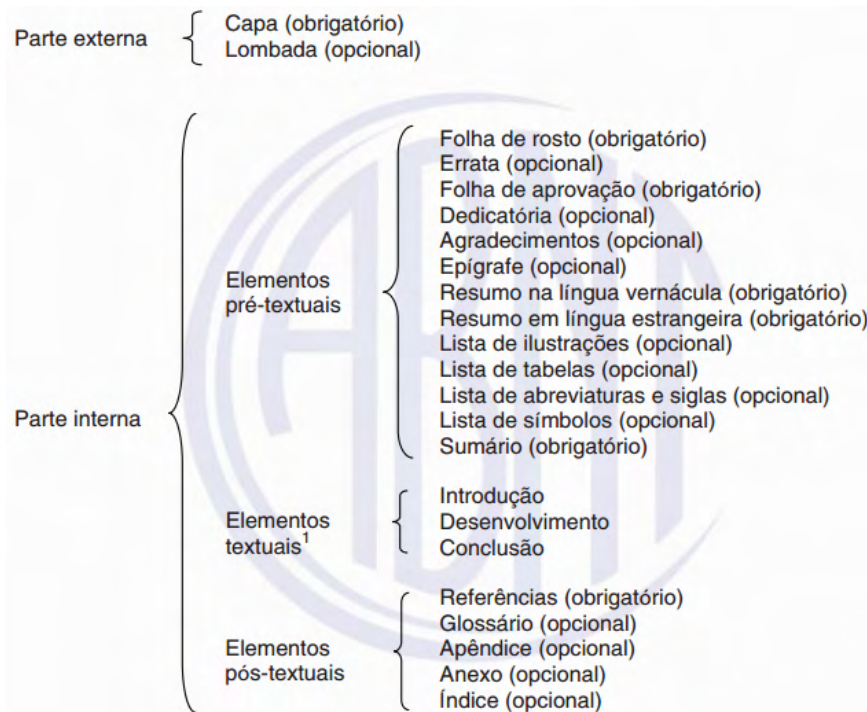 Parte externa
Capa (obrigatório)
Lombada (opcional)
Parte interna
Elementos
pré-textuais
Folha de rosto (obrigatório)
Errata (opcional)
Folha de aprovação (obrigatório)
Dedicatória (opcional)
Agradecimentos (opcional)
Epígrafe (opcional)
Resumo na língua vernácula (obrigatório)
Resumo em língua estrangeira (obrigatório)
Lista de ilustrações (opcional)
Lista de tabelas (opcional)
Lista de abreviaturas e siglas (opcional)
Lista de símbolos (opcional)
Sumário (obrigatório)
Elementos
textuais¹
Introdução
Desenvolvimento
Conclusão
Elementos
pós-textuais
Referências (obrigatório)
Glossário (opcional)
Apêndice (opcional)
Anexo (opcional)
Índice (opcional)
ABNT